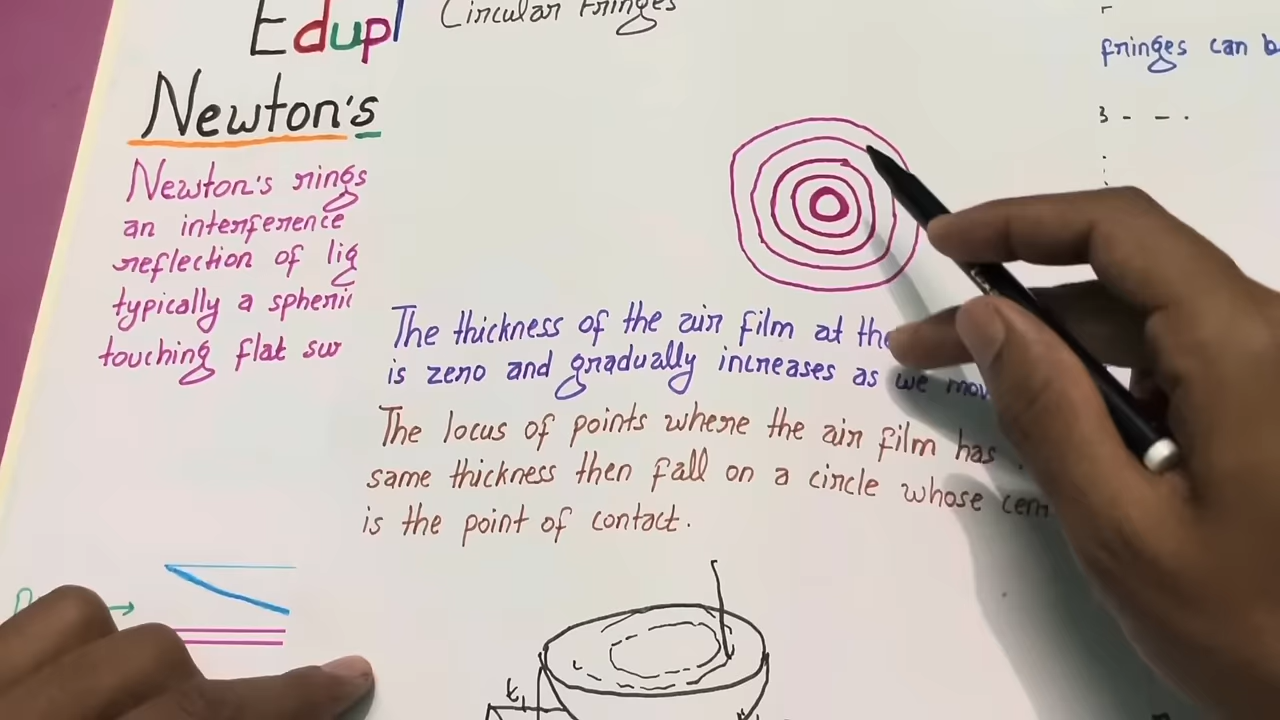 Edupl
Circular Fringes
fringes can b
3 - - .
Newton's
Newton's rings
an interference
reflection of lig
typically a spheric
touching flat sur
The thickness of the air film at the
is zero and gradually increases as we mov
The locus of points where the air film has
same thickness then fall on a circle whose cen
is the point of contact.
t